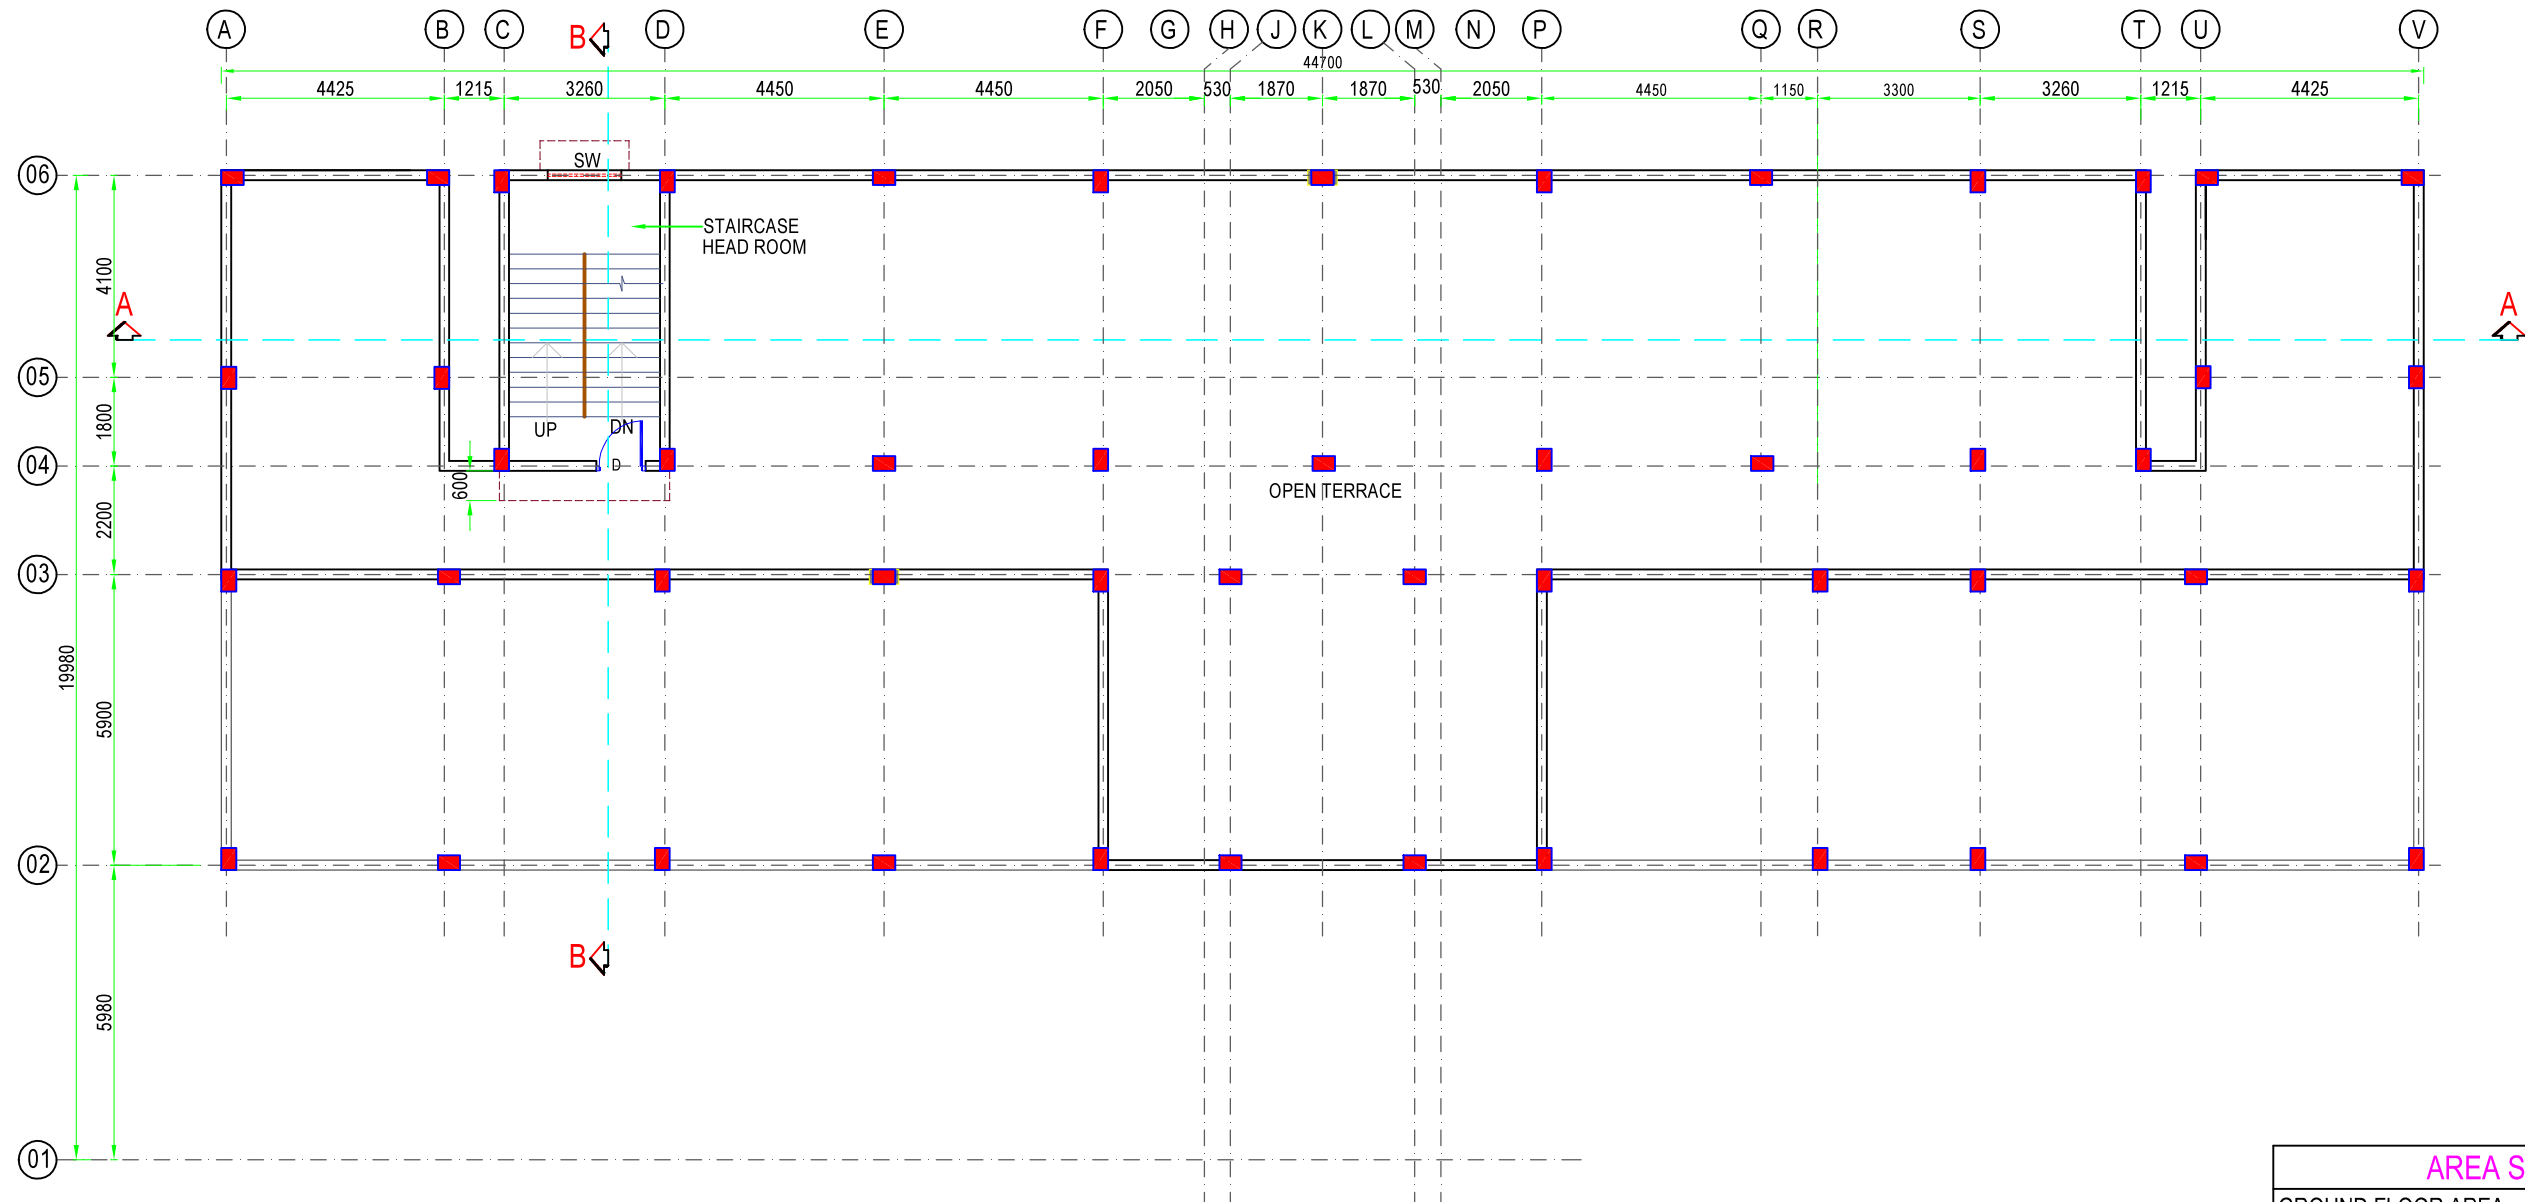 A B C D E F G H J K L M N P Q R S T U V
B
44700
4425 1215 3260 4450 4450 2050 530 1870 1870 530 2050 4450 1150 3300 3260 1215 4425
06
SW
STAIRCASE
HEAD ROOM
4100
A A
05
1800
UP DN
04
D
600
OPEN TERRACE
2200
03
19980
5900
02
B
5980
01
AREA S